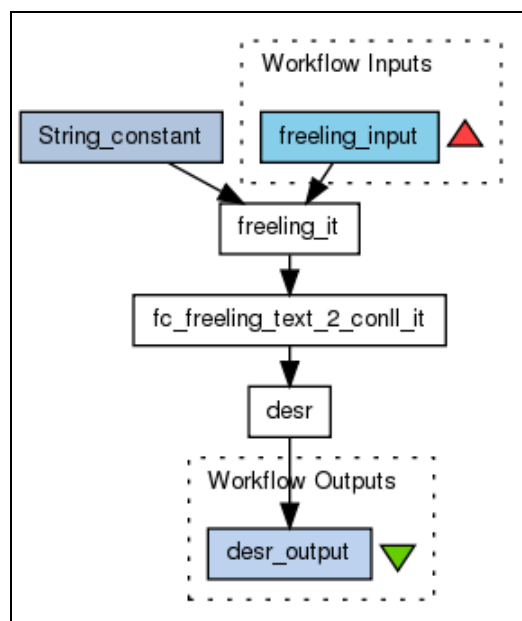 Workflow Inputs
String_constant
freeling_input
freeling_it
fc_freeling_text_2_conll_it
desr
Workflow Outputs
desr_output